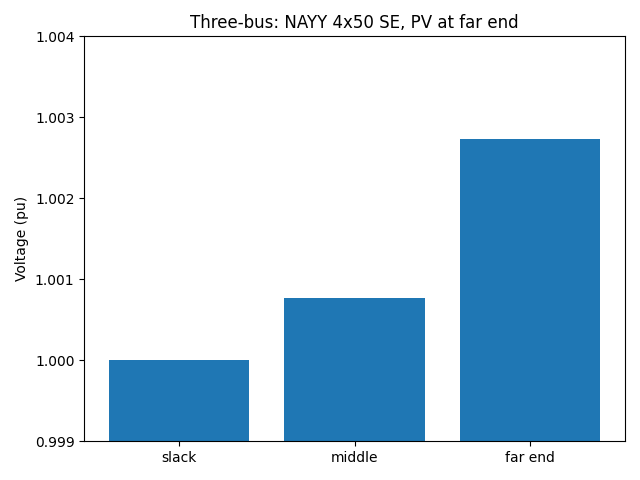 Three-bus: NAYY 4x50 SE, PV at far end
1.004
1.003
1.002
1.001
1.000
0.999
Voltage (pu)
slack middle far end